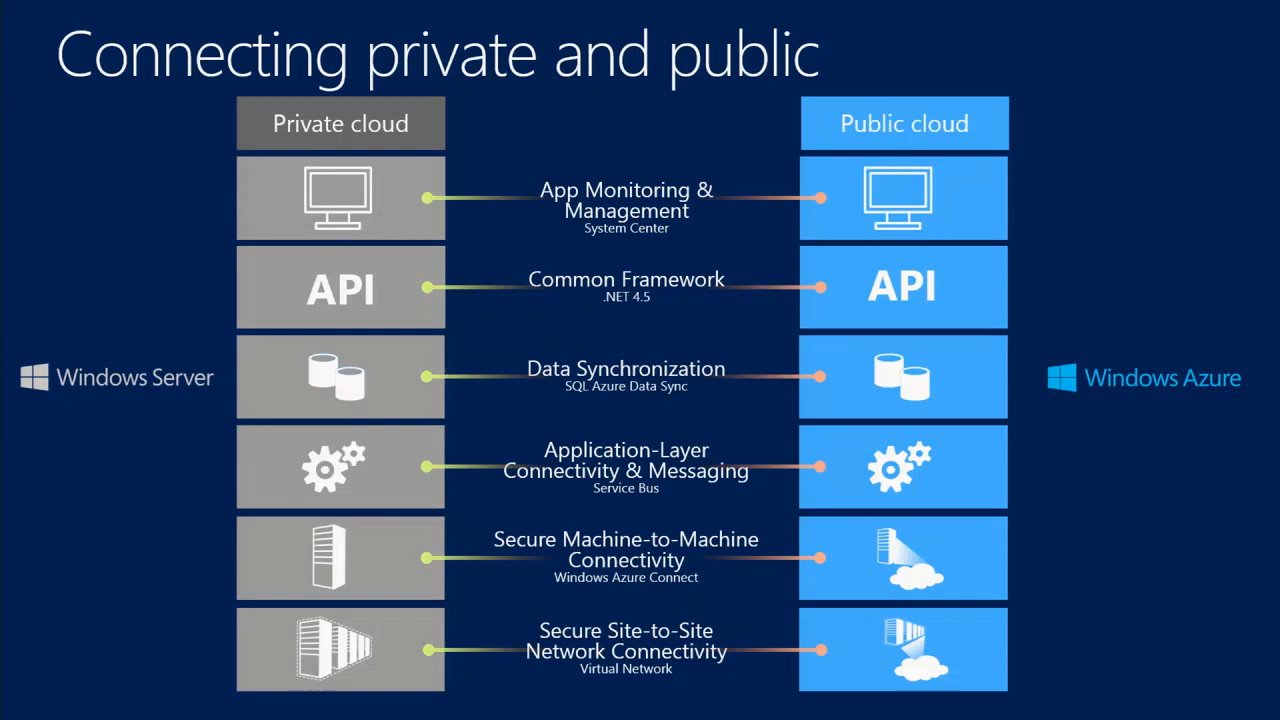 Connecting private and public
Private cloud
Public cloud
App Monitoring &
Management
System Center
API
Common Framework
.NET 4.5
API
Windows Server
Data Synchronization
SQL Azure Data Sync
Windows Azure
Application-Layer
Connectivity & Messaging
Service Bus
Secure Machine-to-Machine
Connectivity
Windows Azure Connect
Secure Site-to-Site
Network Connectivity
Virtual Network